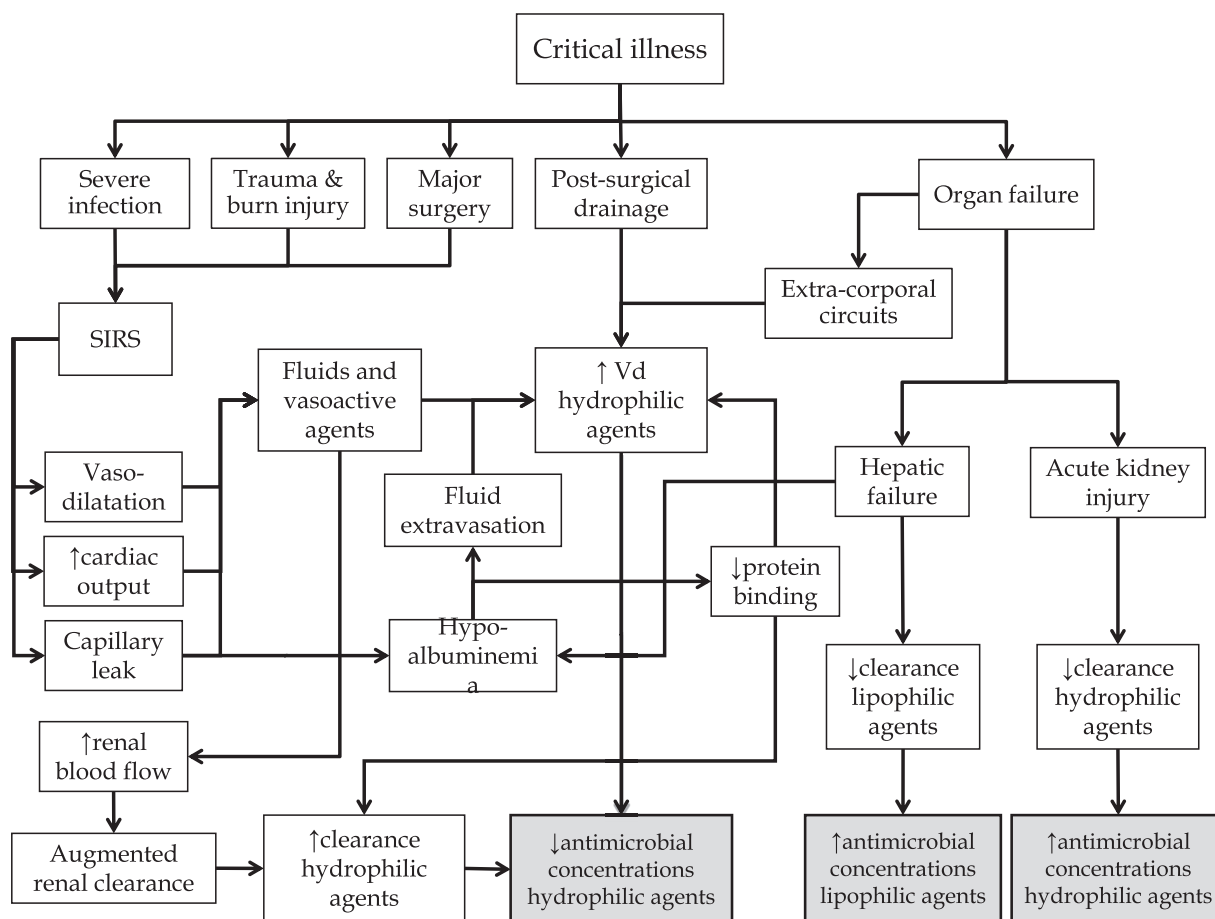 Critical illness
Severe
infection
Trauma &
burn injury
Major
surgery
Post-surgical
drainage
Organ failure
Extra-corporal
circuits
SIRS
Fluids and
vasoactive
agents
↑ Vd
hydrophilic
agents
Vaso-
dilatation
Fluid
extravasation
Hepatic
failure
Acute kidney
injury
↑cardiac
output
↓protein
binding
Capillary
leak
Hypo-
albuminemi
a
↓clearance
lipophilic
agents
↓clearance
hydrophilic
agents
↑renal
blood flow
Augmented
renal clearance
↑clearance
hydrophilic
agents
↓antimicrobial
concentrations
hydrophilic agents
↑antimicrobial
concentrations
lipophilic agents
↑antimicrobial
concentrations
hydrophilic agents